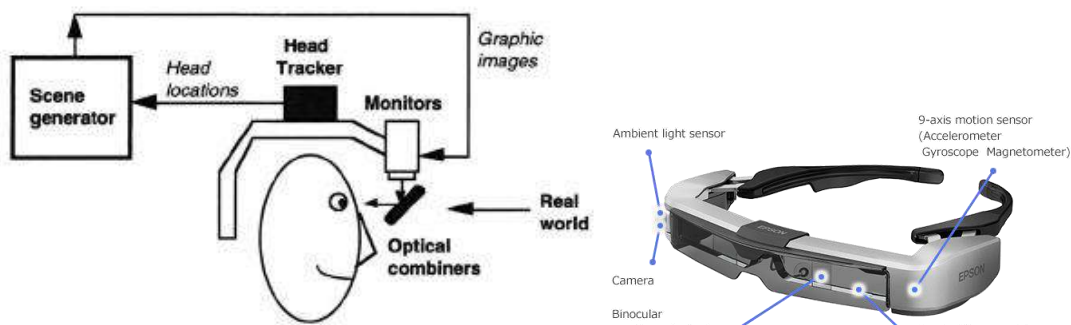 Graphic
images
Head
Tracker
Head
locations
Scene
generator
Monitors
Real
world
Optical
combiners
Ambient light sensor
9-axis motion sensor
(Accelerometer
Gyroscope Magnetometer)
EPSON
EPSON
Camera
Binocular